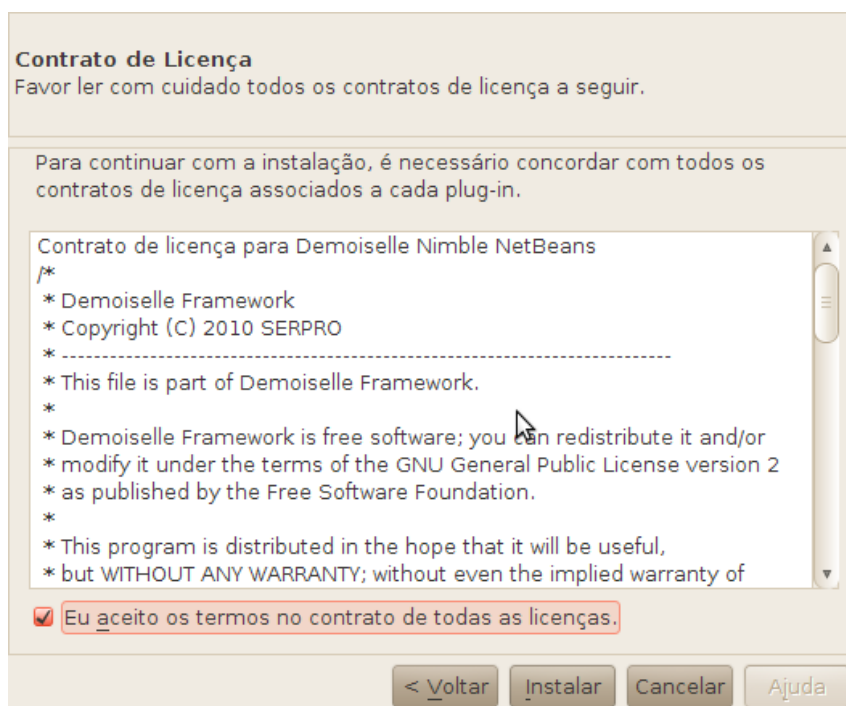 Contrato de Licença
Favor ler com cuidado todos os contratos de licença a seguir.
Para continuar com a instalação, é necessário concordar com todos os
contratos de licença associados a cada plug-in.
Contrato de licença para Demoiselle Nimble NetBeans
/*
* Demoiselle Framework
* Copyright (C) 2010 SERPRO
* ----------------------------------------------------------------------------
* This file is part of Demoiselle Framework.
*
* Demoiselle Framework is free software; you can redistribute it and/or
* modify it under the terms of the GNU General Public License version 2
* as published by the Free Software Foundation.
*
* This program is distributed in the hope that it will be useful,
* but WITHOUT ANY WARRANTY; without even the implied warranty of
Eu aceito os termos no contrato de todas as licenças.
< Voltar Instalar Cancelar Ajuda